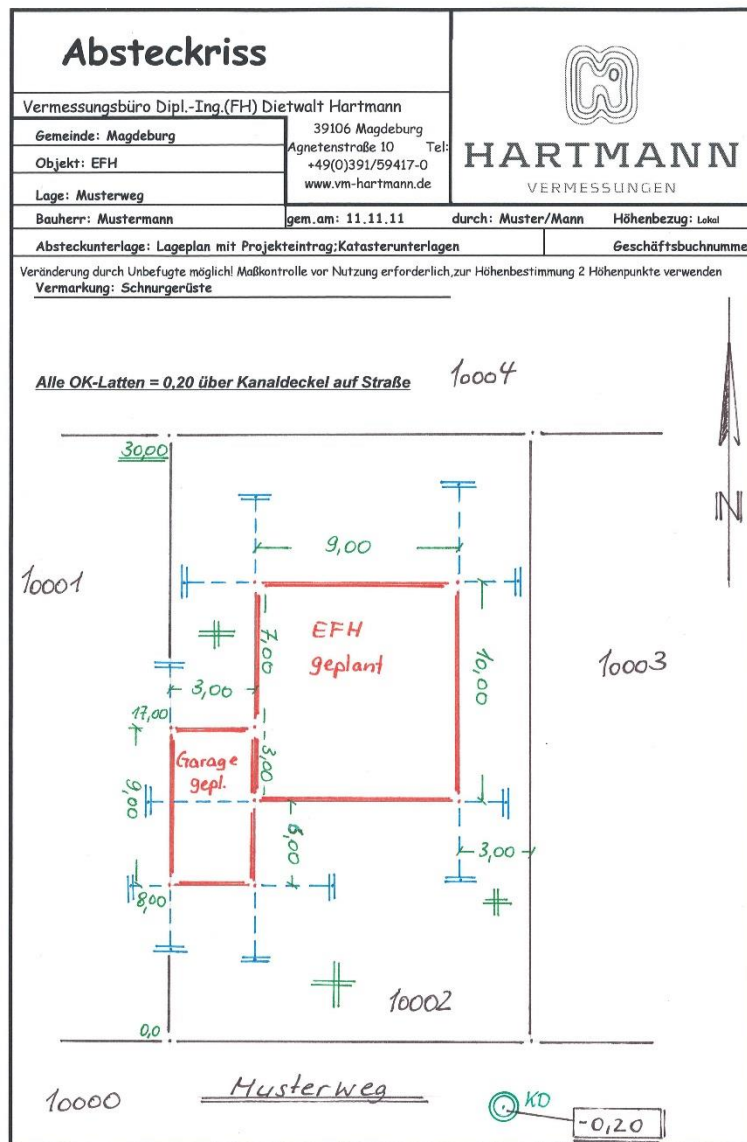 Absteckriss
Vermessungsbüro Dipl.-Ing.(FH) Dietwalt Hartmann
Gemeinde: Magdeburg
Objekt: EFH
Lage: Musterweg
39106 Magdeburg
Agnetenstraße 10 Tel:
+49(0)391/59417-0
www.vm-hartmann.de
HARTMANN
VERMESSUNGEN
Bauherr: Mustermann gem.am: 11.11.11 durch: Muster/Mann Höhenbezug: Lokal
Absteckunterlage: Lageplan mit Projekteintrag;Katasterunterlagen Geschäftsbuchnumme
Veränderung durch Unbefugte möglich! Maßkontrolle vor Nutzung erforderlich,zur Höhenbestimmung 2 Höhenpunkte verwenden
Vermarkung: Schnurgerüste
Alle OK-Latten = 0,20 über Kanaldeckel auf Straße
10004
30,00
N
9,00
10001
EFH
geplant
7,00
10,00
10003
3,00
17,00
Garage
gepl.
3,00
9,00
6,00
3,00
8,00
10002
0,0
Musterweg
10000
KD
-0,20